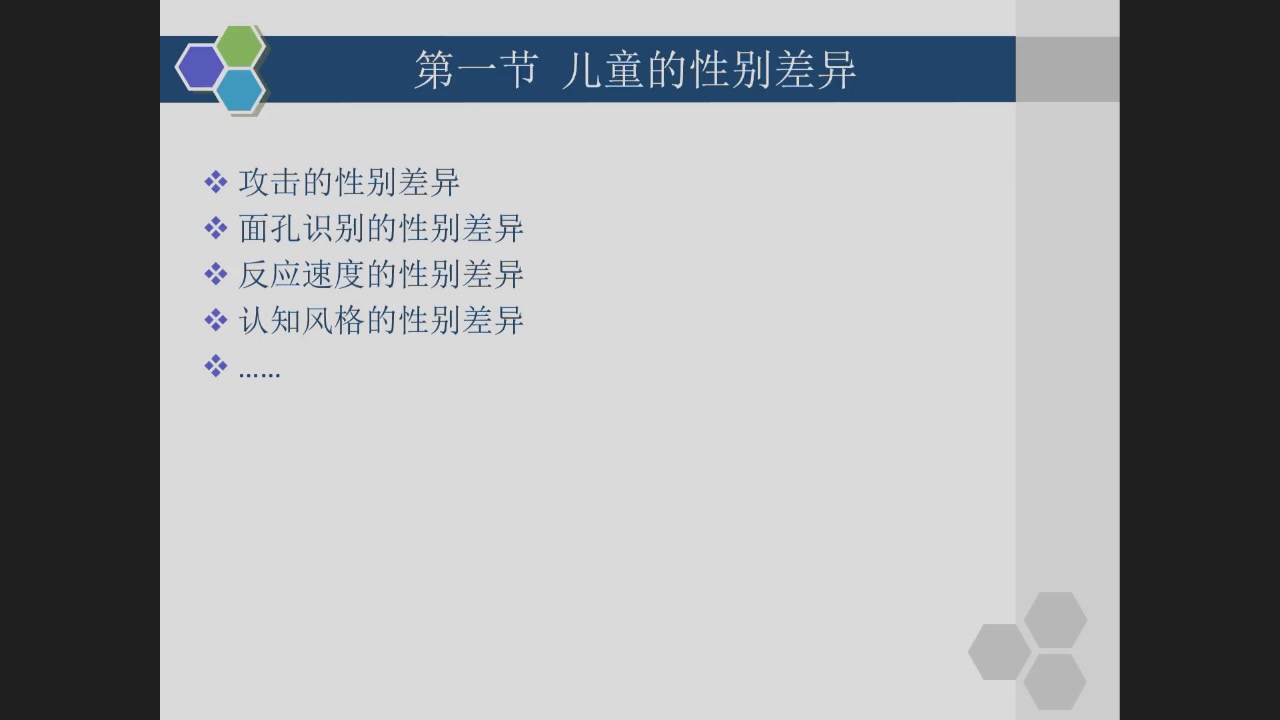 第一节 儿童的性别差异
攻击的性别差异
面孔识别的性别差异
反应速度的性别差异
认知风格的性别差异
……